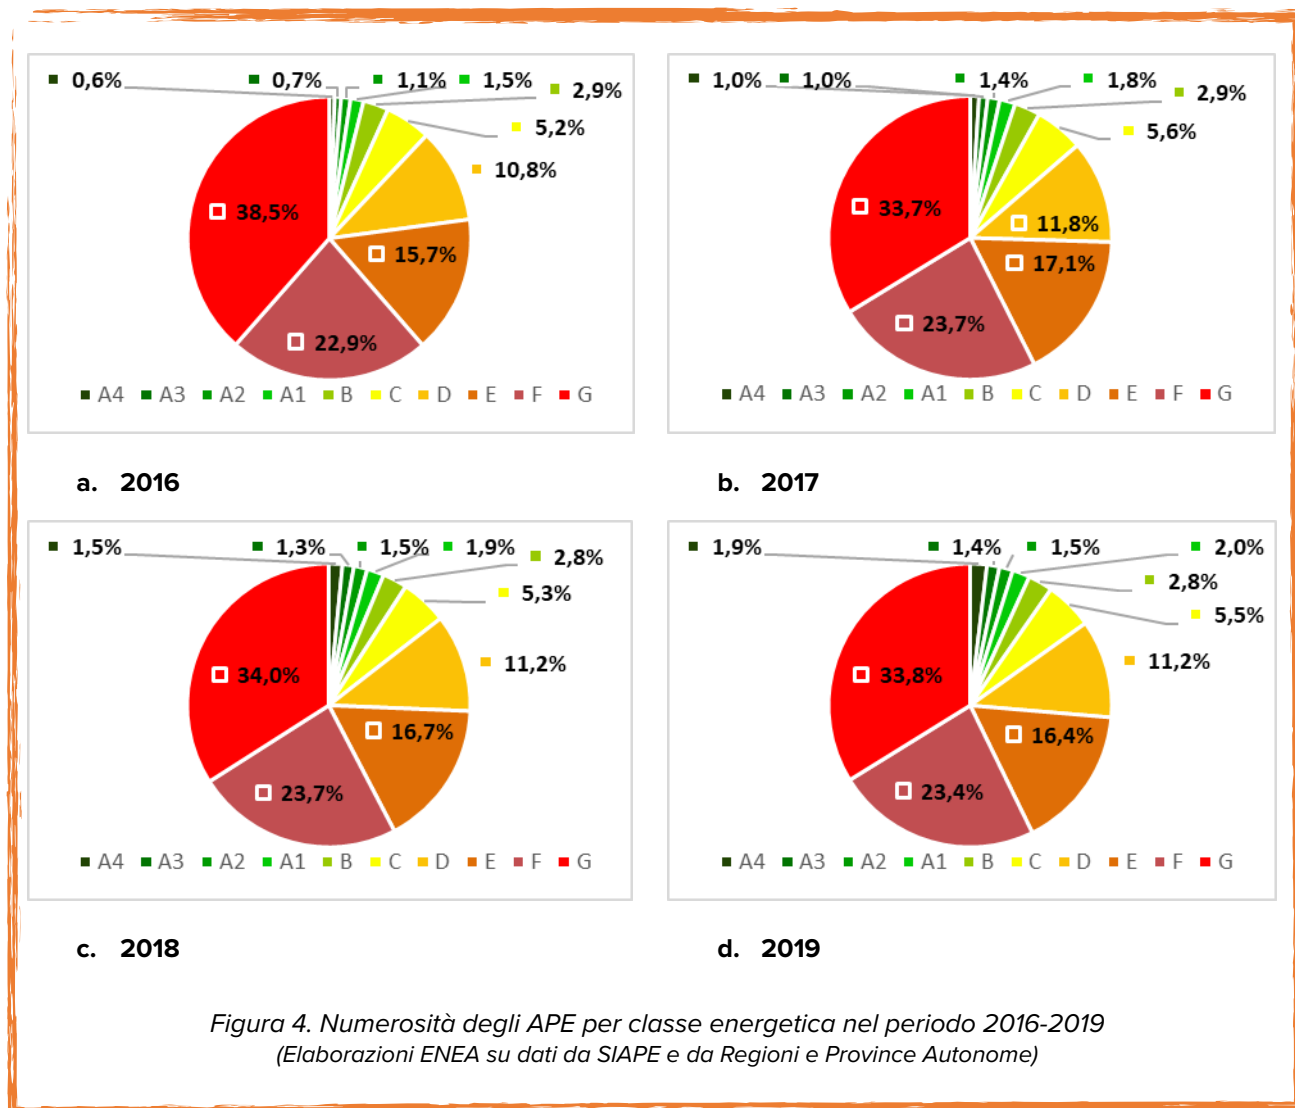 0,6% 0,7% 1,1% 1,5%
2,9%
5,2%
10,8%
38,5%
15,7%
22,9%
A4 A3 A2 A1 B C D E F G
a. 2016
1,0% 1,0% 1,4% 1,8%
2,9%
5,6%
33,7%
11,8%
17,1%
23,7%
A4 A3 A2 A1 B C D E F G
b. 2017
1,5% 1,3% 1,5% 1,9%
2,8%
5,3%
11,2%
34,0%
16,7%
23,7%
A4 A3 A2 A1 B C D E F G
c. 2018
1,9% 1,4% 1,5% 2,0%
2,8%
5,5%
11,2%
33,8%
16,4%
23,4%
A4 A3 A2 A1 B C D E F G
d. 2019
Figura 4. Numerosità degli APE per classe energetica nel periodo 2016-2019
(Elaborazioni ENEA su dati da SIAPE e da Regioni e Province Autonome)